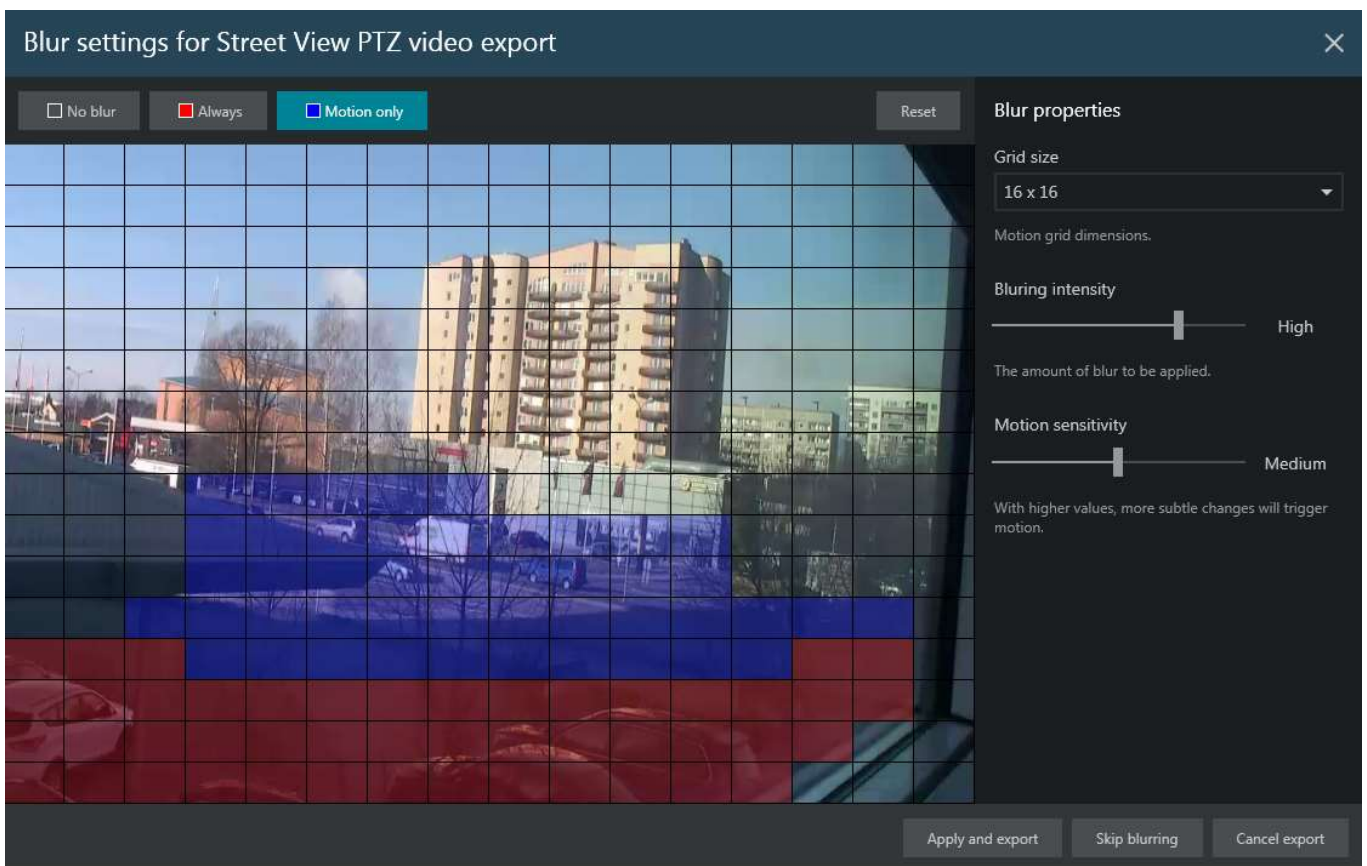 Blur settings for Street View PTZ video export
No blur
Always
Motion only
Reset
Blur properties
Grid size
16 x 16
Motion grid dimensions.
Bluring intensity
High
The amount of blur to be applied.
Motion sensitivity
Medium
With higher values, more subtle changes will trigger
motion.
Apply and export
Skip blurring
Cancel export